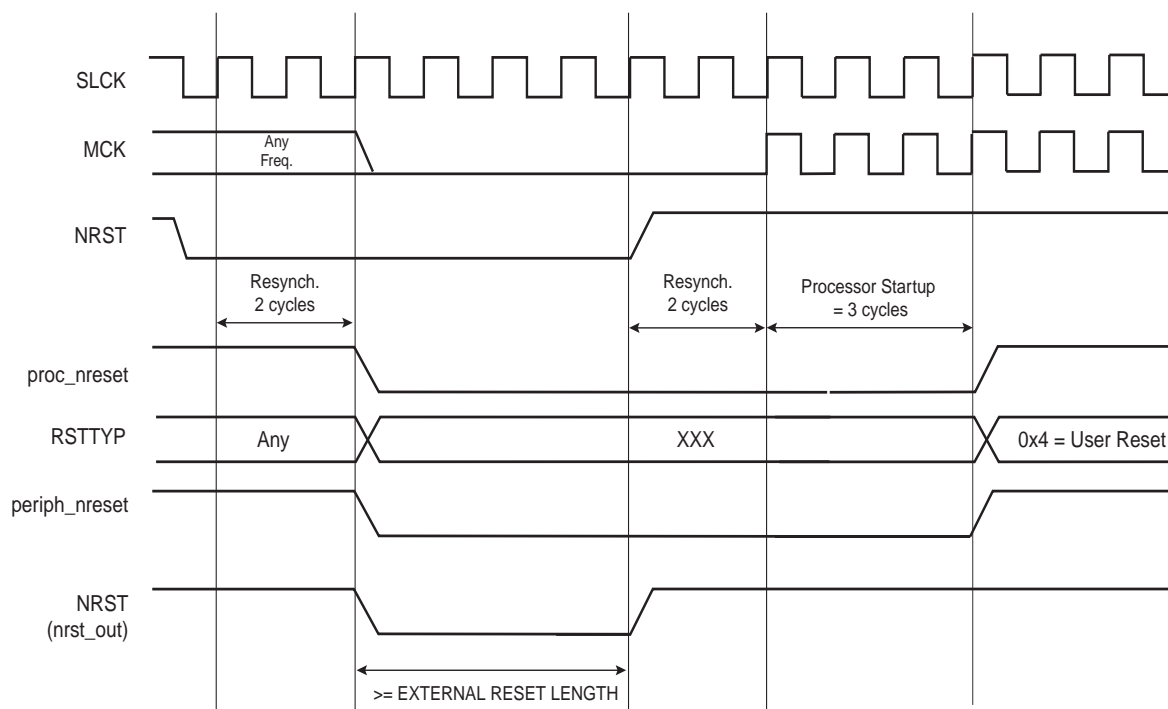 SLCK
MCK
Any
Freq.
NRST
Resynch.
2 cycles
Resynch.
2 cycles
Processor Startup
= 3 cycles
proc_nreset
RSTTYP
Any
XXX
0x4 = User Reset
periph_nreset
NRST
(nrst_out)
>= EXTERNAL RESET LENGTH